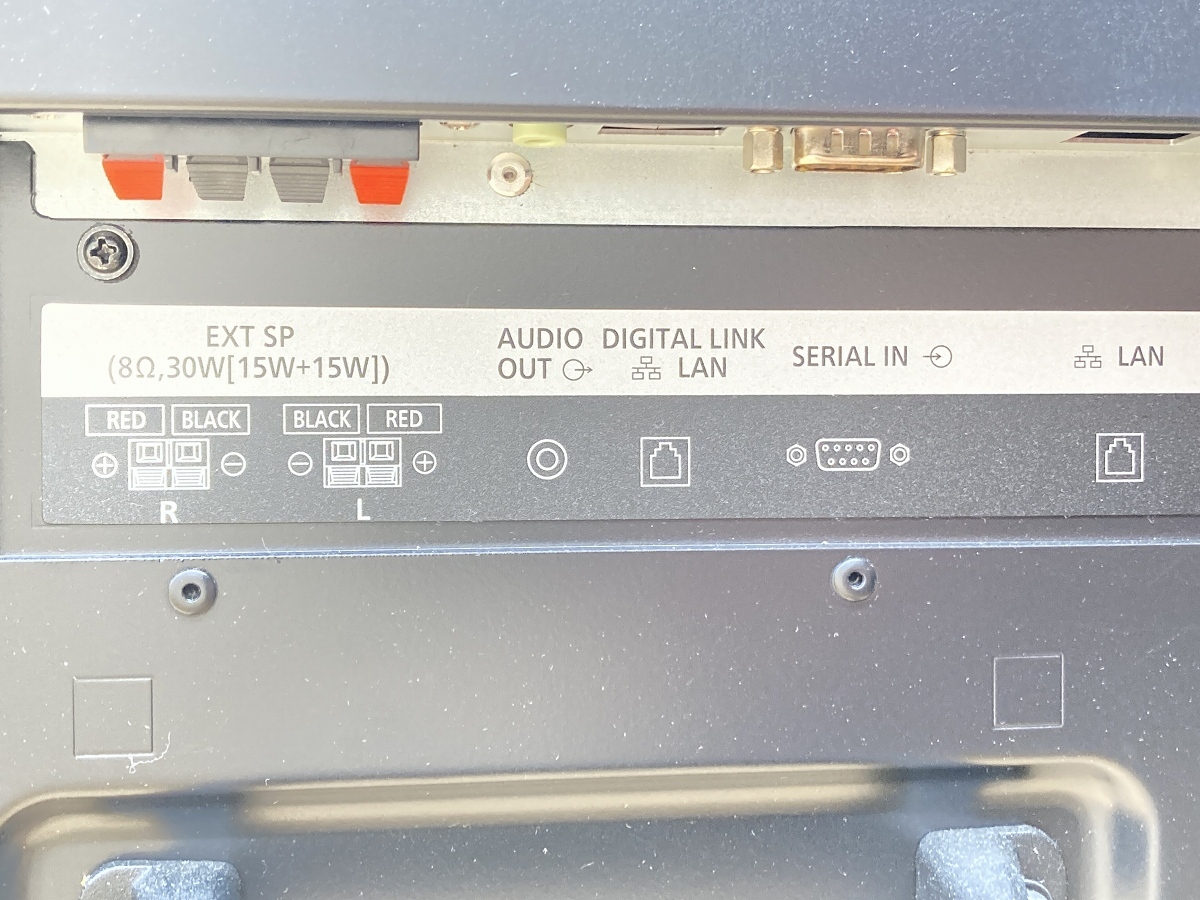 EXT SP
(8Ω,30W[15W+15W])
AUDIO
OUT
DIGITAL LINK
LAN
SERIAL IN
LAN
RED BLACK BLACK RED
⊕ ⊖ ⊖ ⊕
R L